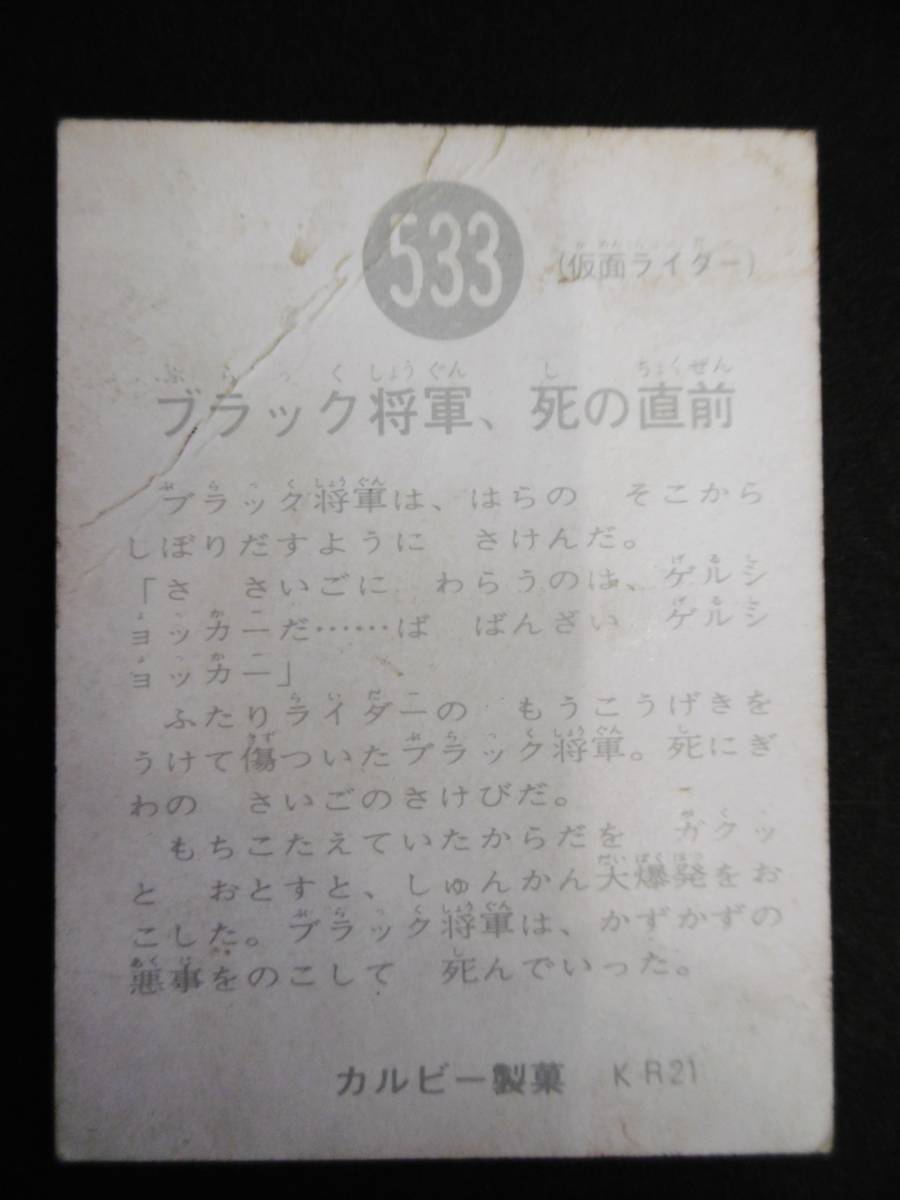 533
(仮面ライダー)
ブラック将軍、死の直前
ブラック将軍は、はらの　そこから
しぼりだすように　さけんだ。
「さ　さいごに　わらうのは、ゲルシ
ョッカーだ……ば　ばんざい　ゲルシ
ョッカー」
ふたりライダーの　もうこうげきを
うけて傷ついたブラック将軍。死にぎ
わの　さいごのさけびだ。
もちこたえていたからだを　ガクッ
と　おとすと、しゅんかん大爆発をお
こした。ブラック将軍は、かずかずの
悪事をのこして　死んでいった。
カルビー製菓　KR21